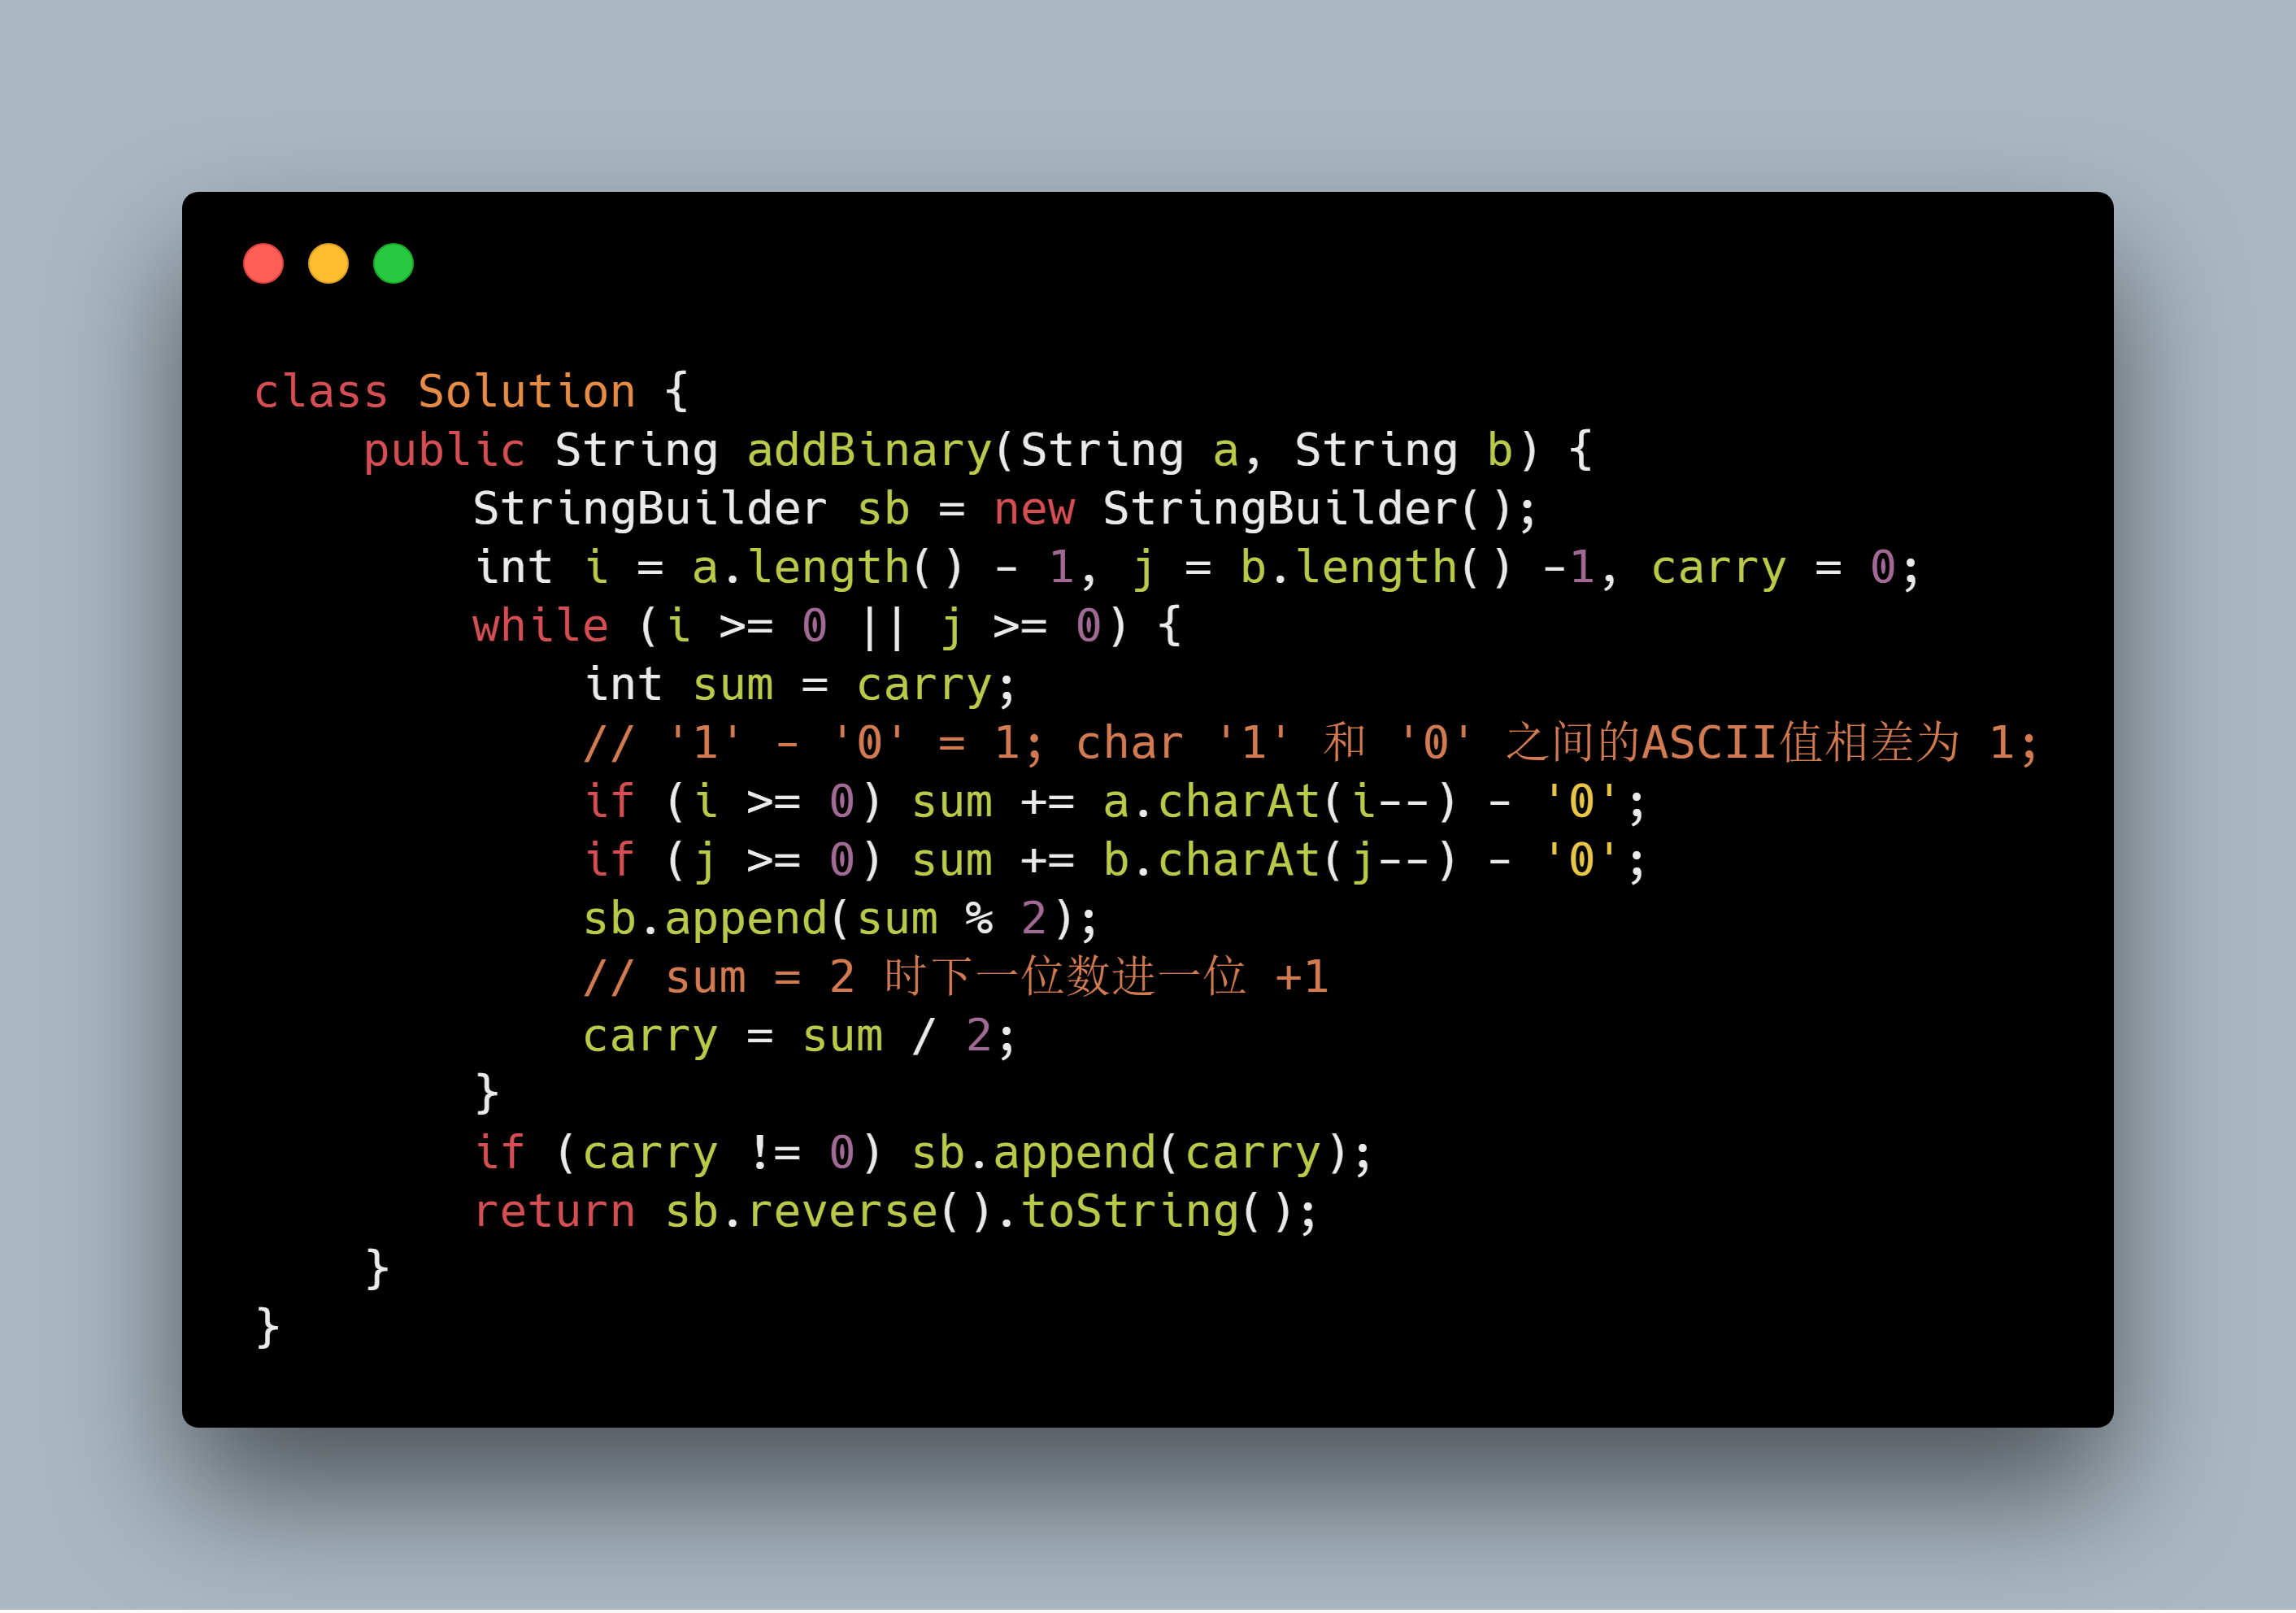 class Solution {
    public String addBinary(String a, String b) {
        StringBuilder sb = new StringBuilder();
        int i = a.length() - 1, j = b.length() -1, carry = 0;
        while (i >= 0 || j >= 0) {
            int sum = carry;
            // '1' - '0' = 1; char '1' 和 '0' 之间的ASCII值相差为 1;
            if (i >= 0) sum += a.charAt(i--) - '0';
            if (j >= 0) sum += b.charAt(j--) - '0';
            sb.append(sum % 2);
            // sum = 2 时下一位数进一位 +1
            carry = sum / 2;
        }
        if (carry != 0) sb.append(carry);
        return sb.reverse().toString();
    }
}